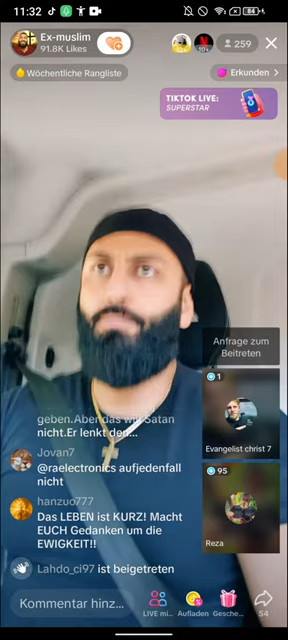 11:32
84
Ex-muslim
91.8K Likes
10+
259
Wöchentliche Rangliste
Erkunden
TIKTOK LIVE:
SUPERSTAR
Anfrage zum
Beitreten
1
Evangelist christ 7
95
Reza
geben.Aber das will Satan
nicht.Er lenkt den...
Jovan7
@raelectronics aufjedenfall
nicht
hanzuo777
Das LEBEN ist KURZ! Macht
EUCH Gedanken um die
EWIGKEIT!!
Lahdo_ci97 ist beigetreten
Kommentar hinz...
LIVE mi...
Aufladen
Gesche...
54